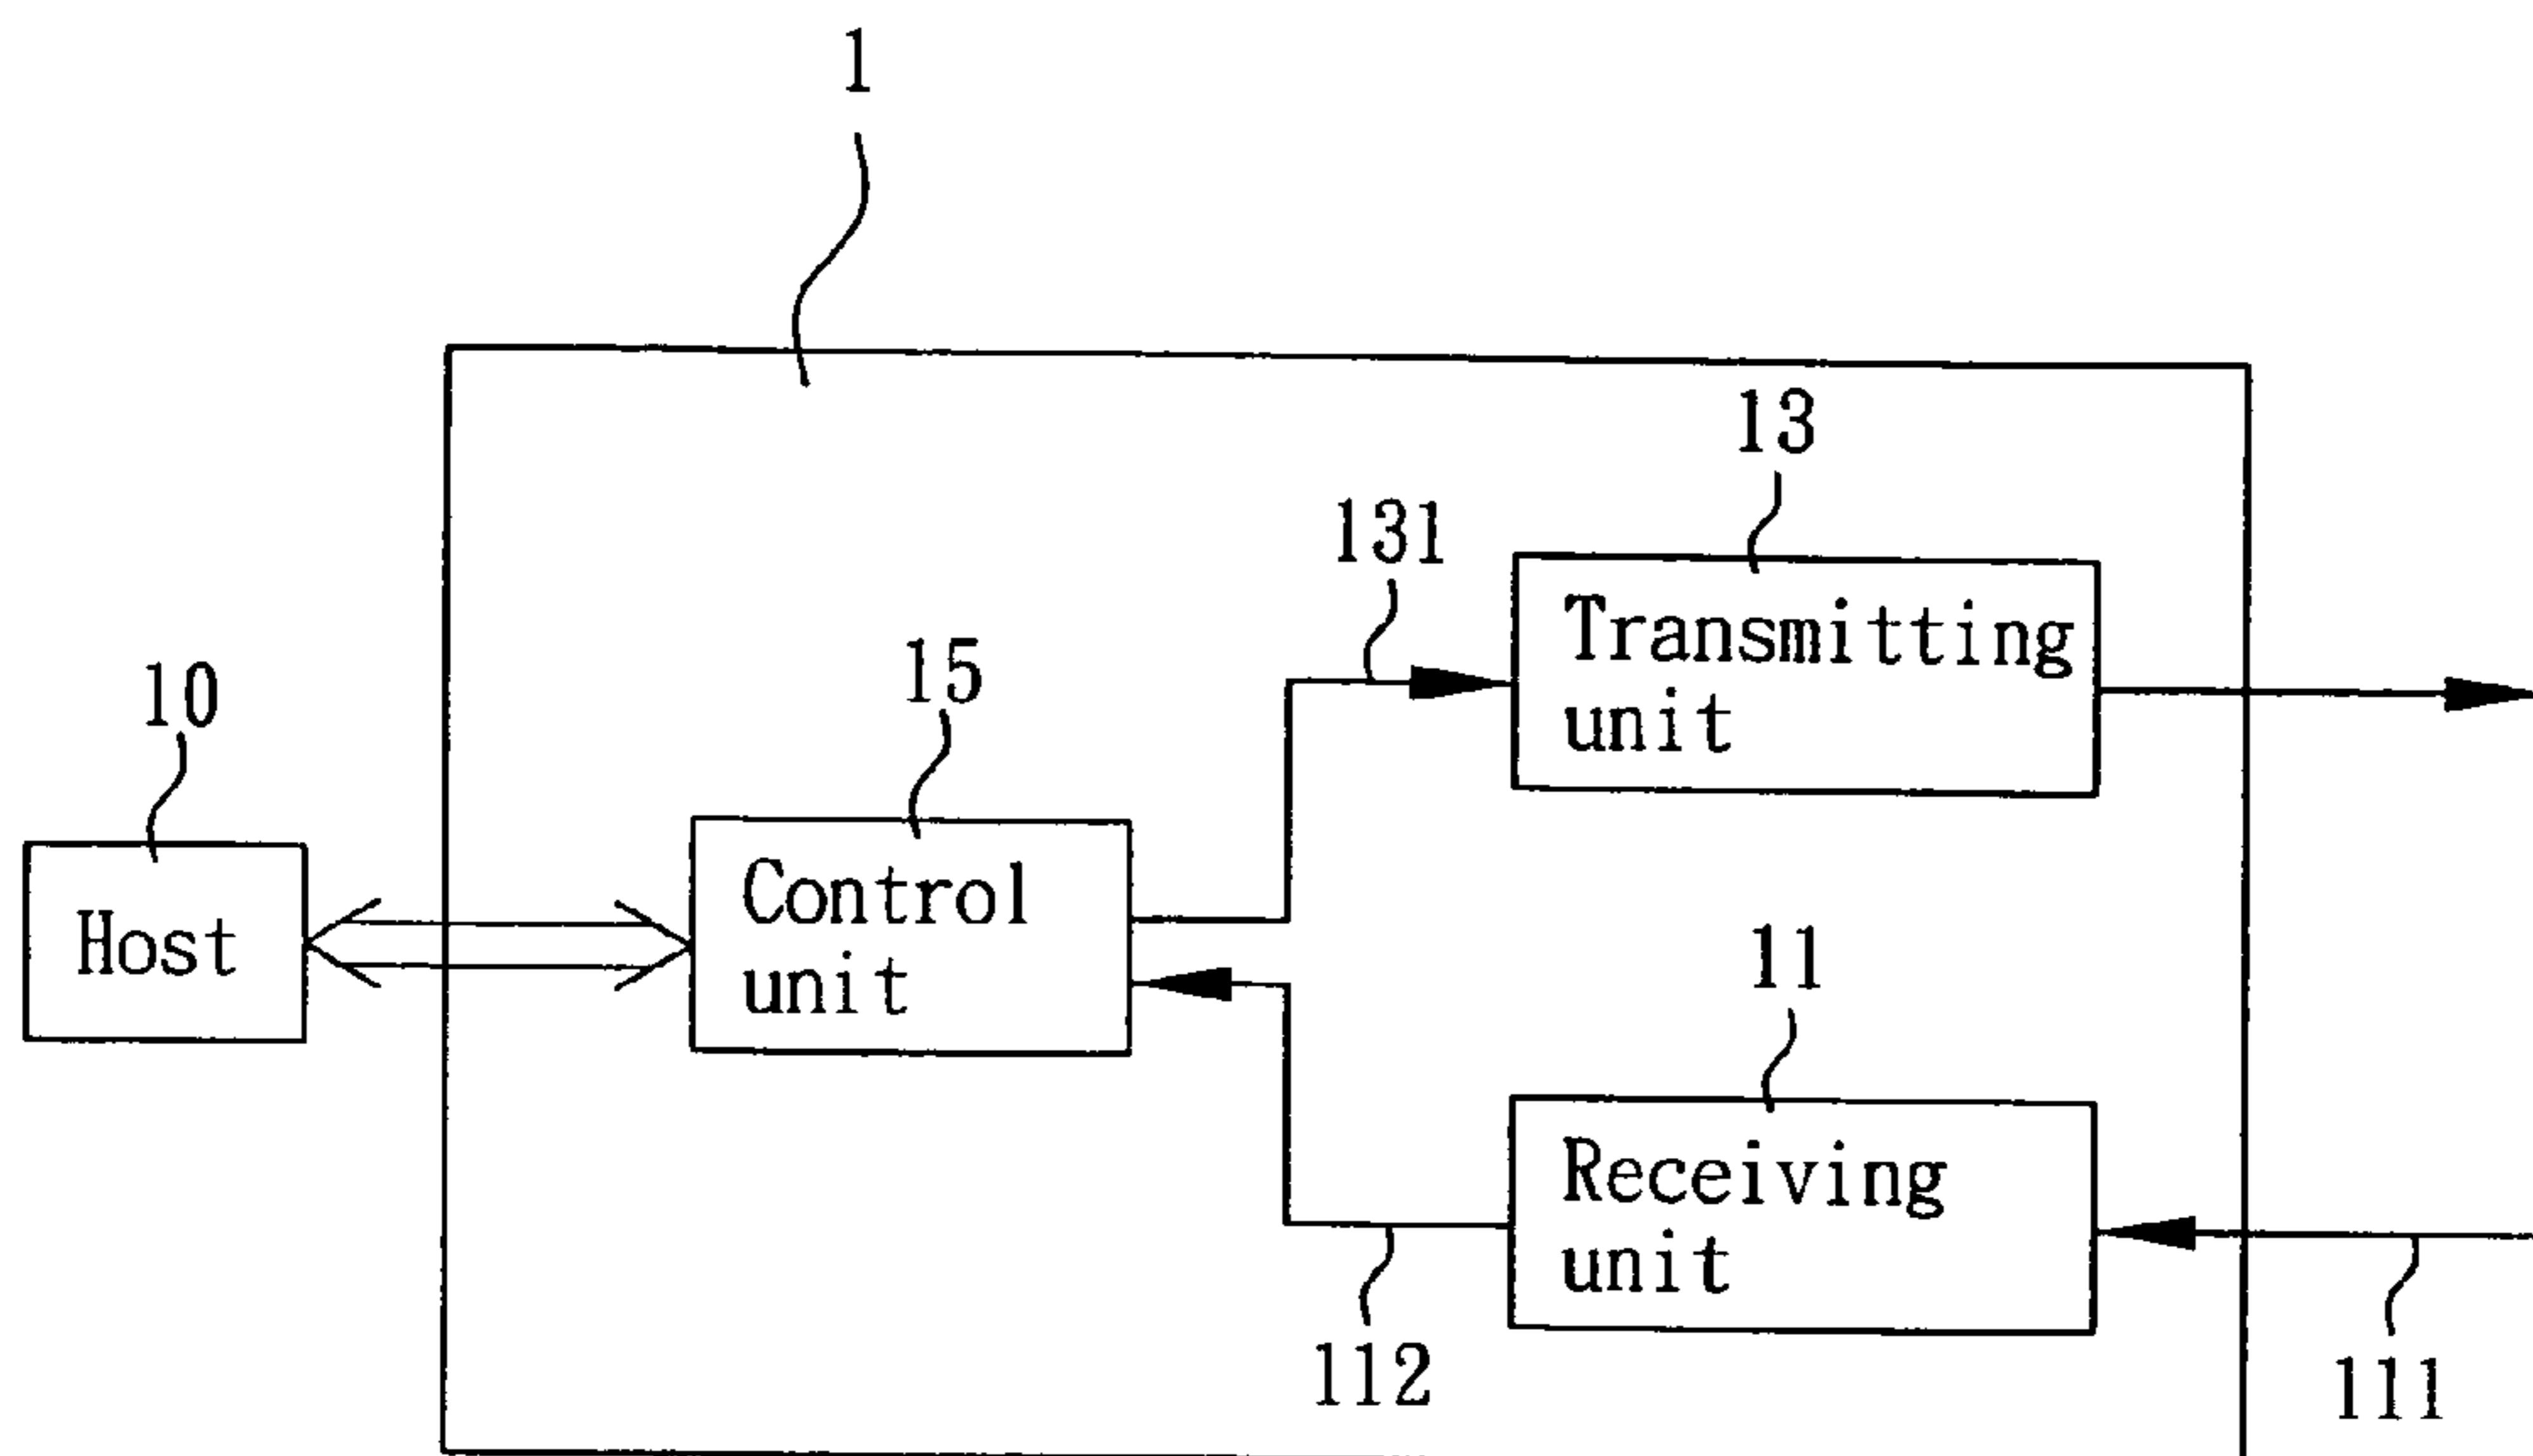 1
13
131
Transmitting
unit
15
10
Control
unit
Host
11
Receiving
unit
112
111